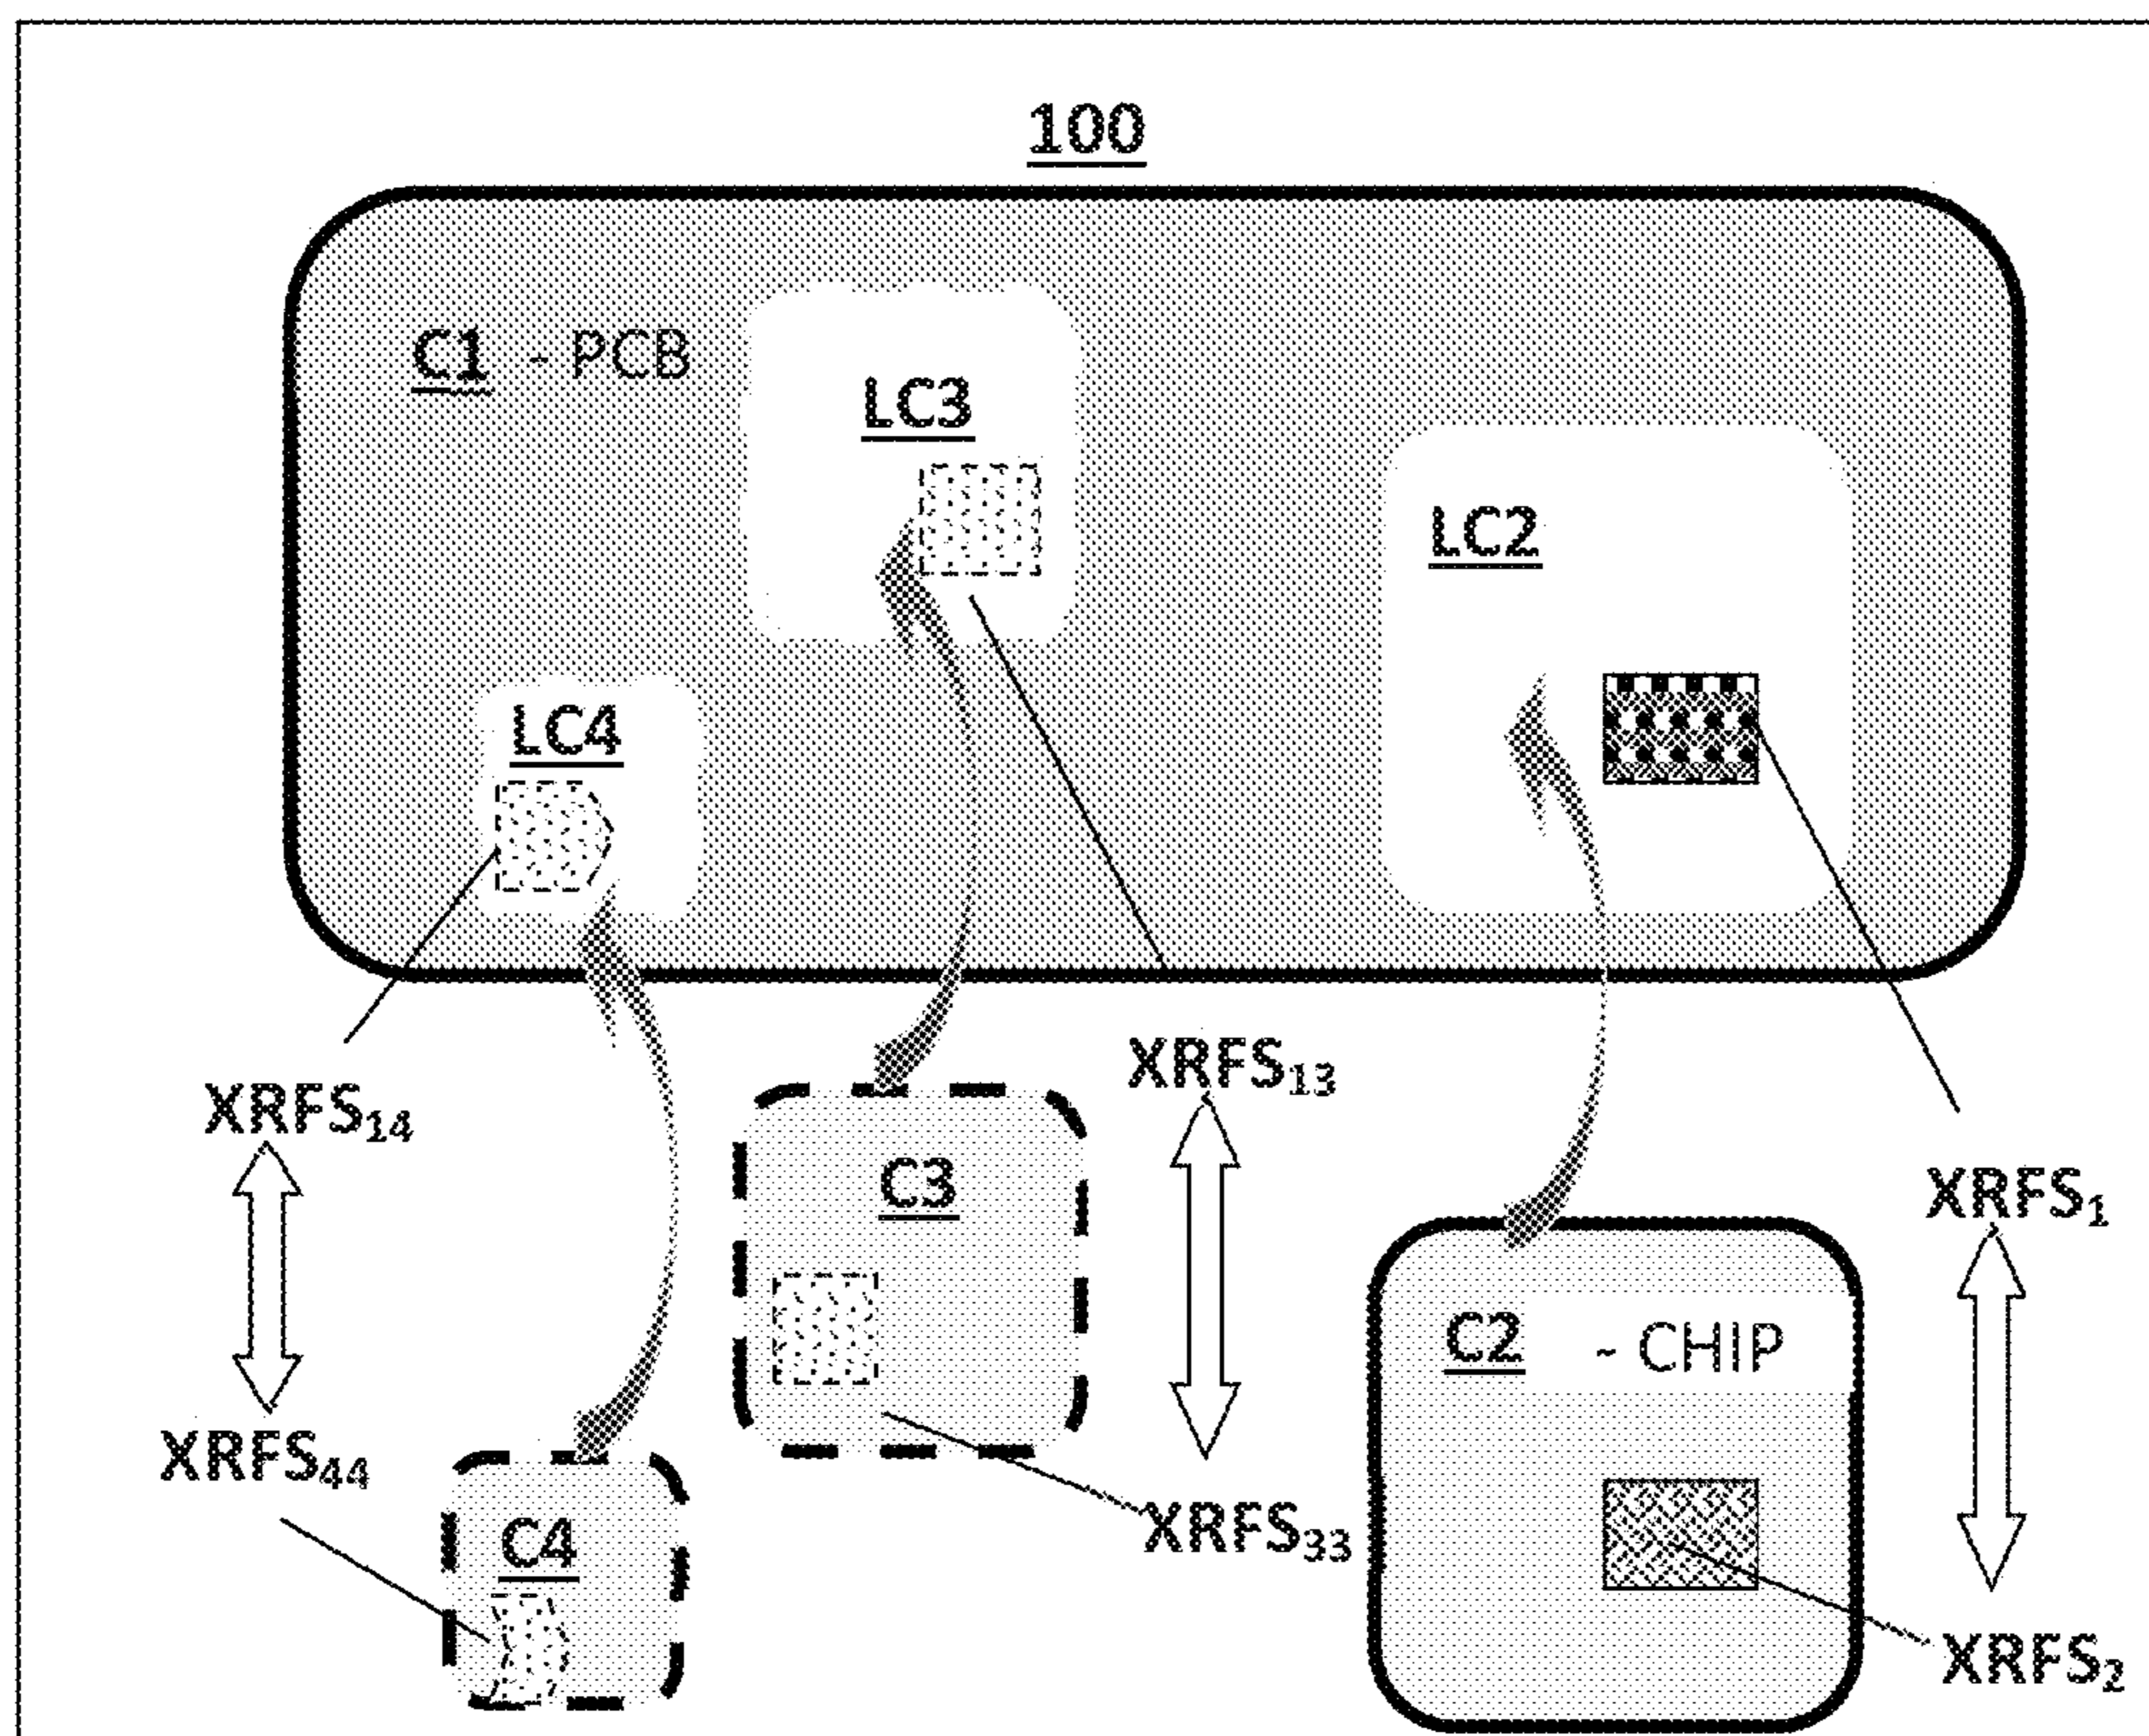 100
C1 - PCB
LC3
LC2
LC4
XRFS13
XRFS14
C3
XRFS1
C2 - CHIP
XRFS44
XRFS33
C4
XRFS2